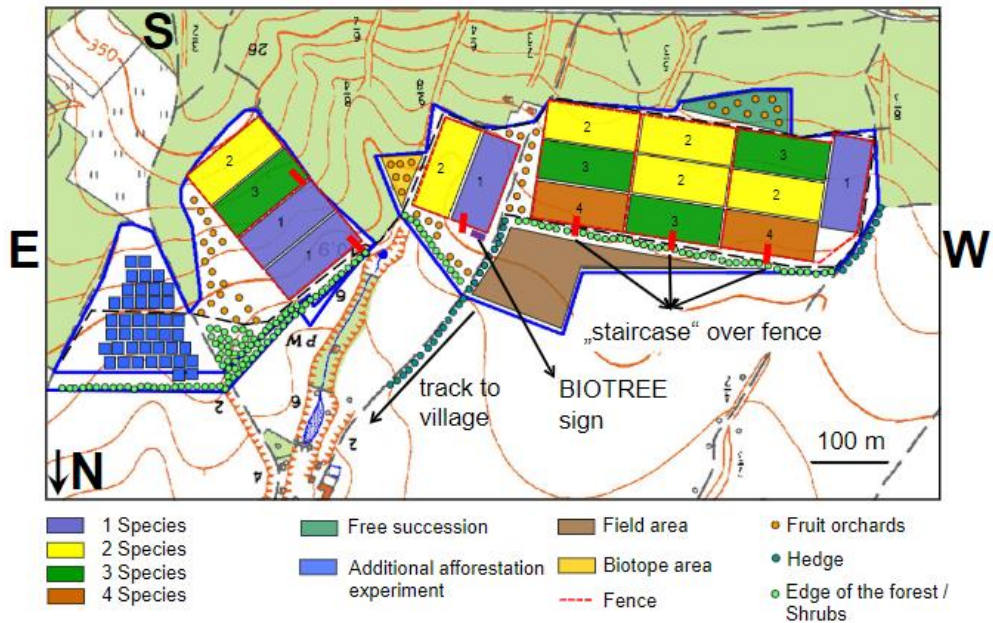 S
350
26
2
3
1
1
2
1
2
3
4
2
2
3
3
2
4
1
E
W
„staircase“ over fence
BIOTREE
sign
track to
village
100 m
N
1 Species
2 Species
3 Species
4 Species
Free succession
Additional afforestation
experiment
Field area
Biotope area
Fence
Fruit orchards
Hedge
Edge of the forest /
Shrubs